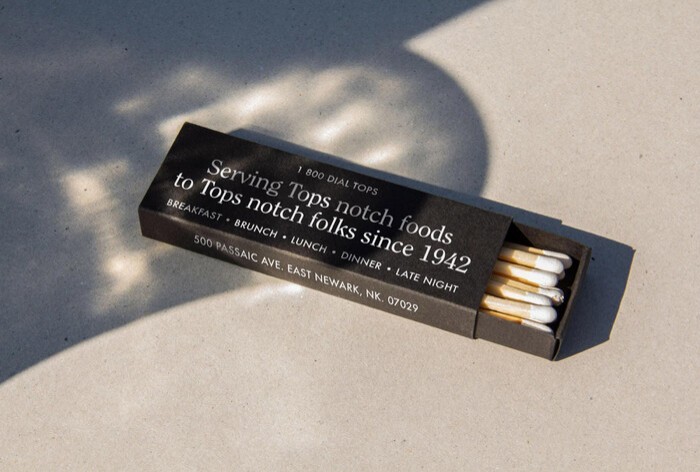 1 800 DIAL TOPS
Serving Tops notch foods
to Tops notch folks since 1942
BREAKFAST • BRUNCH • LUNCH • DINNER • LATE NIGHT
500 PASSAIC AVE. EAST NEWARK, NK. 07029